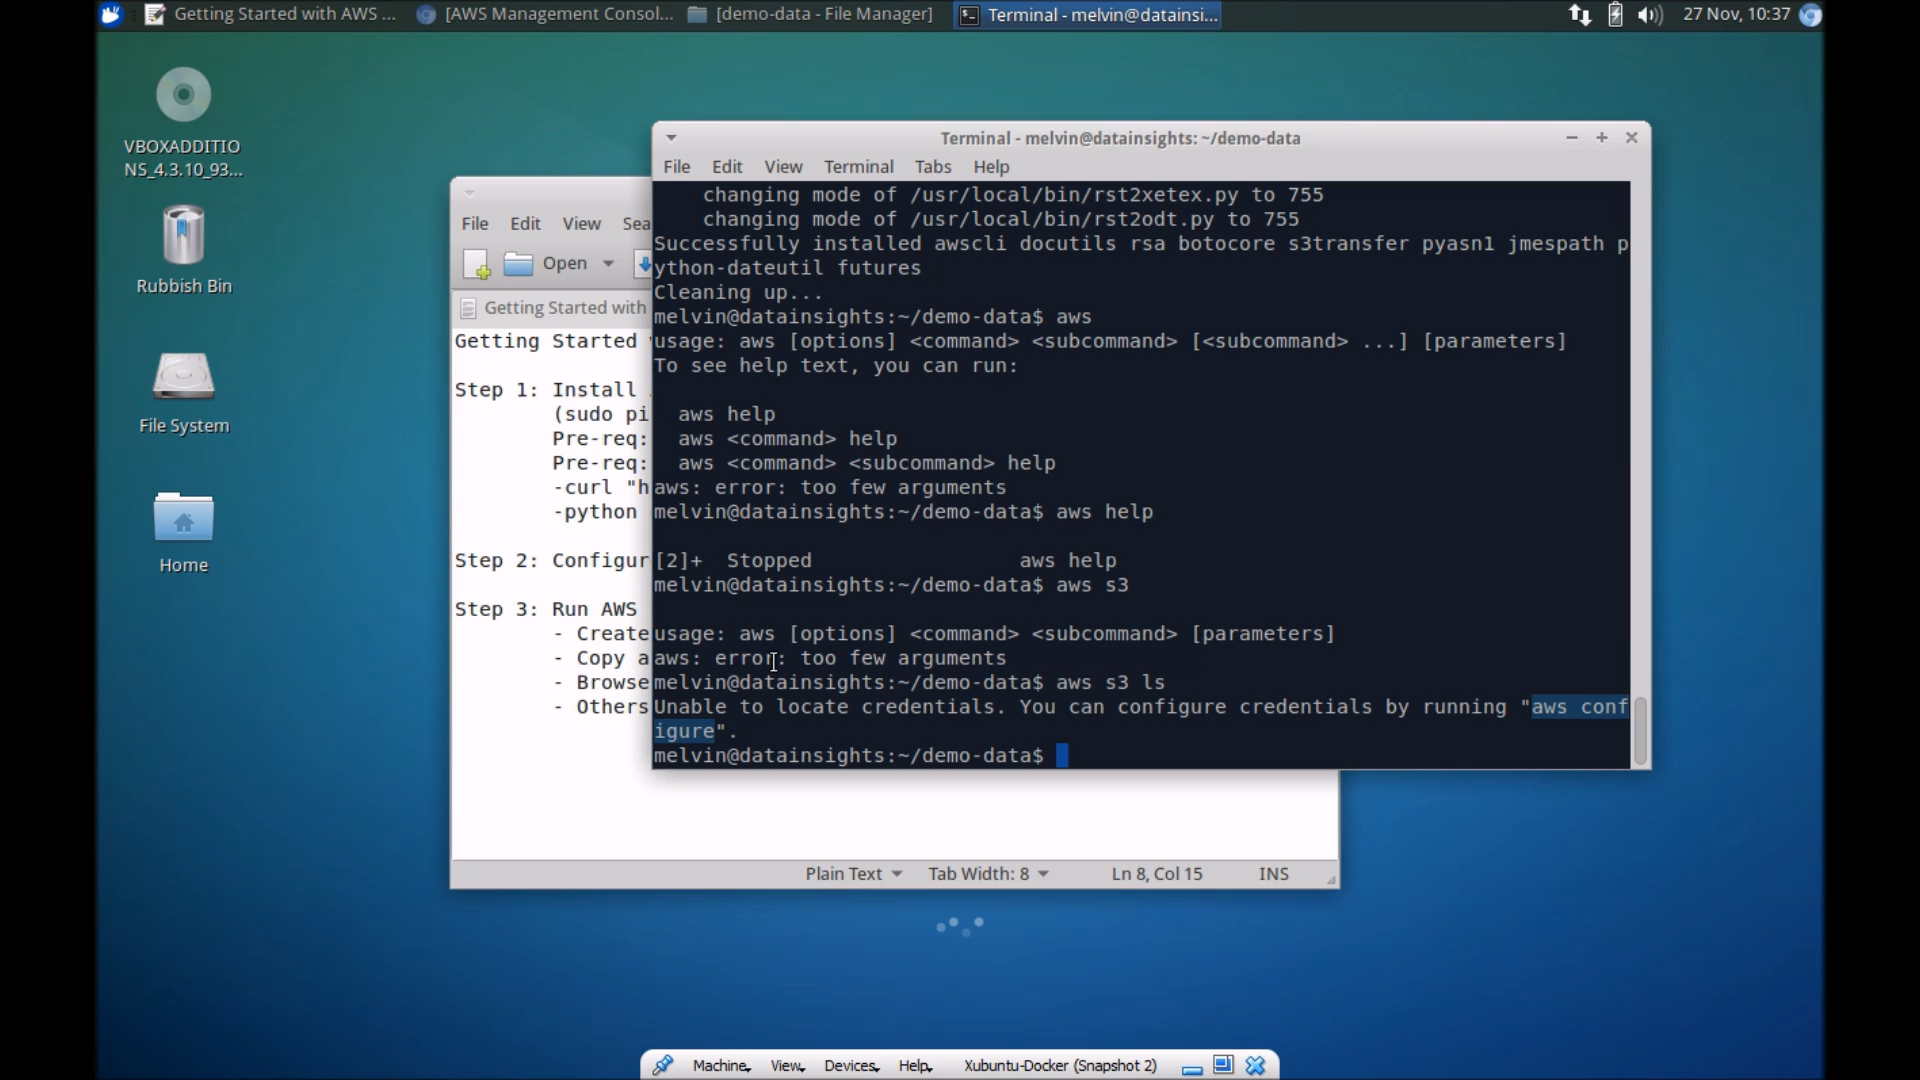 Getting Started with AWS ...
[AWS Management Consol...
[demo-data - File Manager]
Terminal - melvin@datainsi...
27 Nov, 10:37
VBOXADDITIO
NS_4.3.10_93...
Rubbish Bin
File System
Home
File Edit View Sea
Open
Getting Started with
Getting Started
Step 1: Install
(sudo pi
Pre-req:
Pre-req:
-curl "h
-python
Step 2: Configur
Step 3: Run AWS
- Create
- Copy a
- Browse
- Others
Plain Text Tab Width: 8 Ln 8, Col 15 INS
Terminal - melvin@datainsights: ~/demo-data
File Edit View Terminal Tabs Help
changing mode of /usr/local/bin/rst2xetex.py to 755
changing mode of /usr/local/bin/rst2odt.py to 755
Successfully installed awscli docutils rsa botocore s3transfer pyasn1 jmespath p
ython-dateutil futures
Cleaning up...
melvin@datainsights:~/demo-data$ aws
usage: aws [options] <command> <subcommand> [<subcommand> ...] [parameters]
To see help text, you can run:
aws help
aws <command> help
aws <command> <subcommand> help
aws: error: too few arguments
melvin@datainsights:~/demo-data$ aws help
[2]+ Stopped aws help
melvin@datainsights:~/demo-data$ aws s3
usage: aws [options] <command> <subcommand> [parameters]
aws: error: too few arguments
melvin@datainsights:~/demo-data$ aws s3 ls
Unable to locate credentials. You can configure credentials by running "aws conf
igure".
melvin@datainsights:~/demo-data$
Machine View Devices Help Xubuntu-Docker (Snapshot 2)